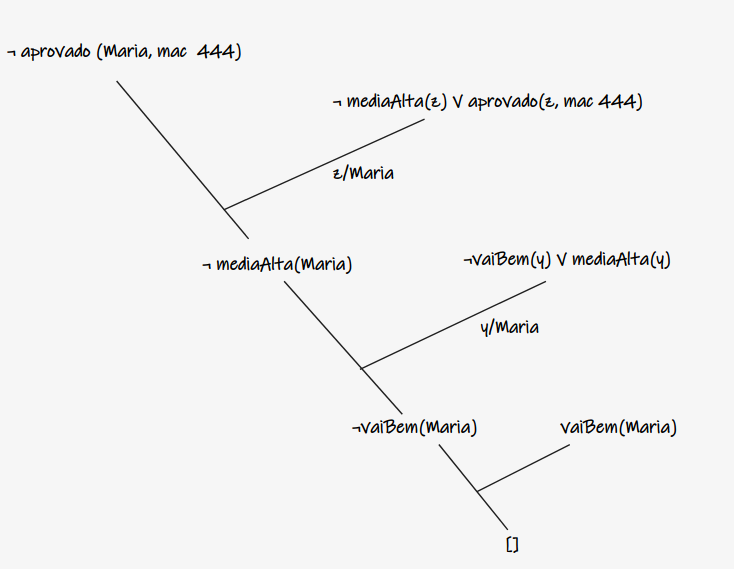 ¬ aprovado (Maria, mac 444)
¬ mediaAlta(z) V aprovado(z, mac 444)
z/Maria
¬ mediaAlta(Maria)
¬vaiBem(y) V mediaAlta(y)
y/Maria
¬vaiBem(Maria)
vaiBem(Maria)
[]